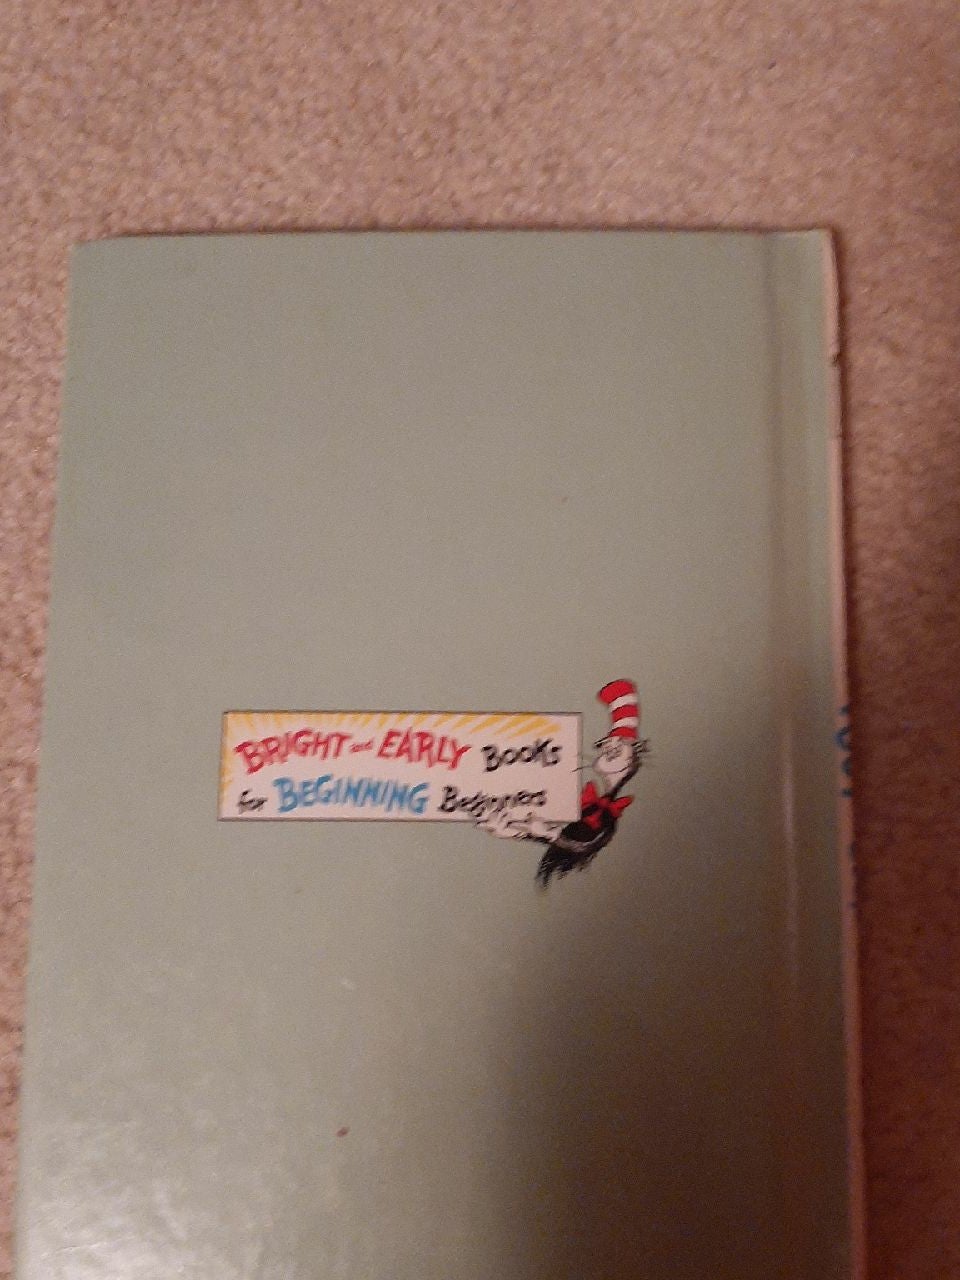 BRIGHT and EARLY BOOKS
for BEGINNING Beginners